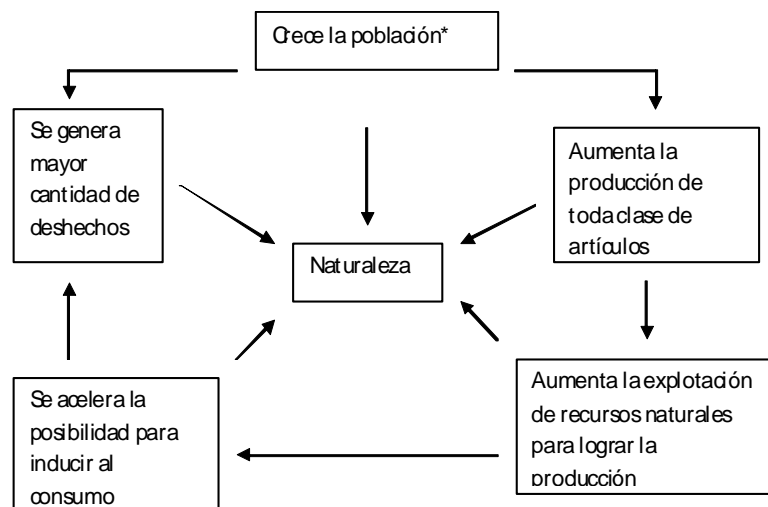 Crece la población*
Se genera
mayor
cantidad de
deshechos
Aumenta la
producción de
toda clase de
artículos
Naturaleza
Se acelera la
posibilidad para
inducir al
consumo
Aumenta la explotación
de recursos naturales
para lograr la
producción